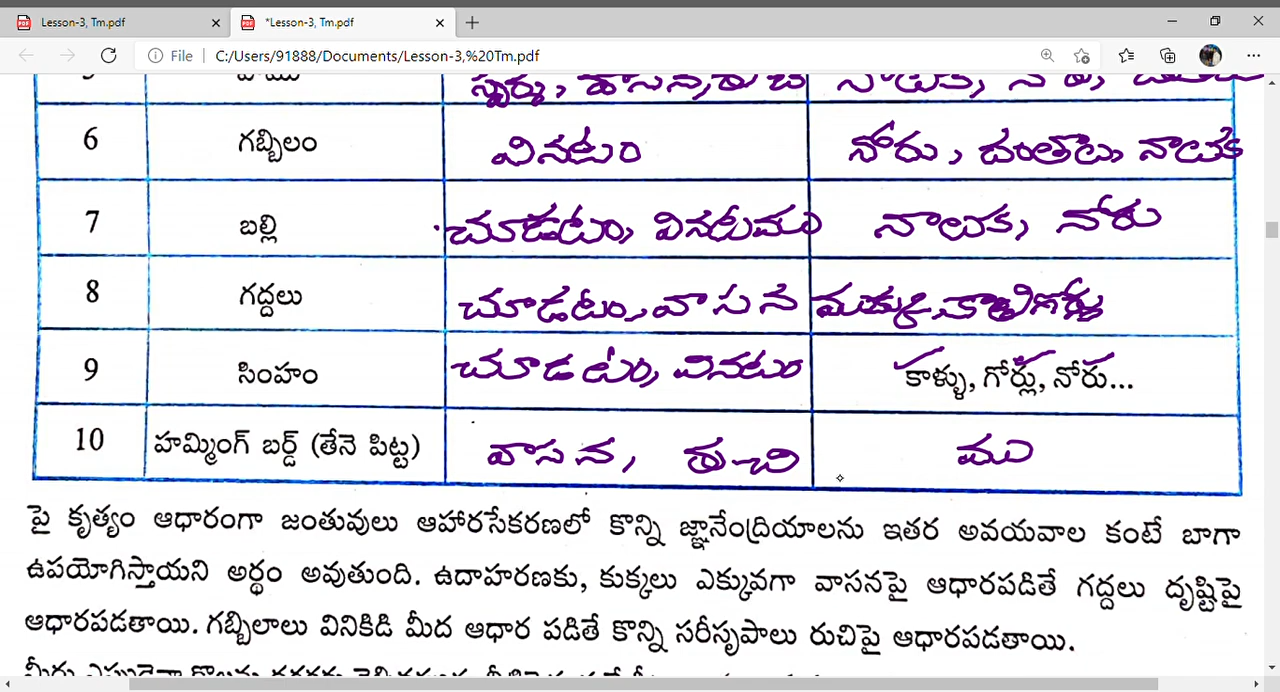 Lesson-3, Tm.pdf
*Lesson-3, Tm.pdf
File C:/Users/91888/Documents/Lesson-3,%20Tm.pdf
6 గబ్బిలం వినటం నోరు, దంతాలు, నాలుక
7 బల్లి చూడటం, వినటము నాలుక, నోరు
8 గద్దలు చూడటం, వాసన ముక్కు, కాలిగోర్లు
9 సింహం చూడటం, వినటం కాళ్ళు, గోర్లు, నోరు...
10 హమ్మింగ్ బర్డ్ (తేనె పిట్ట) వాసన, రుచి ము
పై కృత్యం ఆధారంగా జంతువులు ఆహారసేకరణలో కొన్ని జ్ఞానేంద్రియాలను ఇతర అవయవాల కంటే బాగా
ఉపయోగిస్తాయని అర్థం అవుతుంది. ఉదాహరణకు, కుక్కలు ఎక్కువగా వాసనపై ఆధారపడితే గద్దలు దృష్టిపై
ఆధారపడతాయి. గబ్బిలాలు వినికిడి మీద ఆధార పడితే కొన్ని సరీసృపాలు రుచిపై ఆధారపడతాయి.